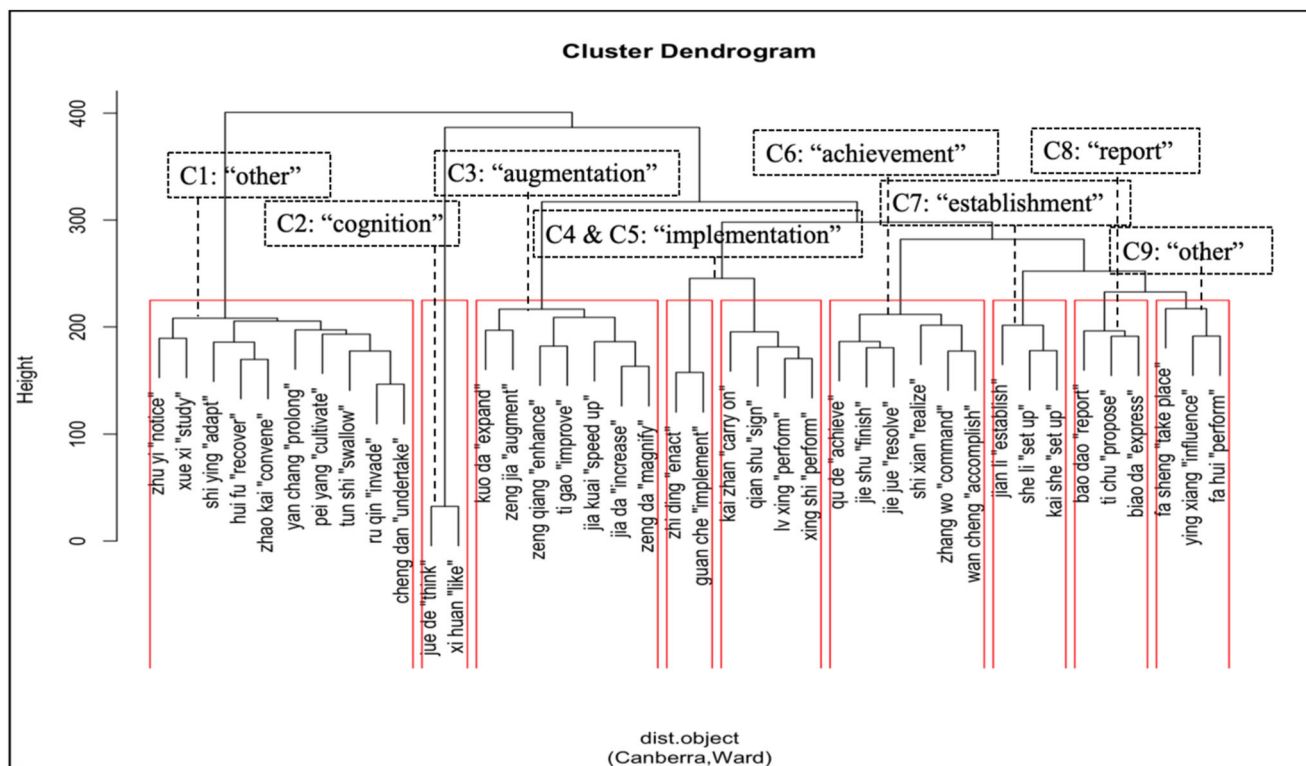 Cluster Dendrogram
Height
400
300
200
100
0
C1: “other”
C2: “cognition”
C3: “augmentation”
C4 & C5: “implementation”
C6: “achievement”
C7: “establishment”
C8: “report”
C9: “other”
zhu yi "notice"
xue xi "study"
shi ying "adapt"
hui fu "recover"
zhao kai "convene"
yan chang "prolong"
pei yang "cultivate"
tun shi "swallow"
ru qin "invade"
cheng dan "undertake"
jue de "think"
xi huan "like"
kuo da "expand"
zeng jia "augment"
zeng qiang "enhance"
ti gao "improve"
jia kuai "speed up"
jia da "increase"
zeng da "magnify"
zhi ding "enact"
guan che "implement"
kai zhan "carry on"
qian shu "sign"
lv xing "perform"
xing shi "perform"
qu de "achieve"
jie shu "finish"
jie jue "resolve"
shi xian "realize"
zhang wo "command"
wan cheng "accomplish"
jian li "establish"
she li "set up"
kai she "set up"
bao dao "report"
ti chu "propose"
biao da "express"
fa sheng "take place"
ying xiang "influence"
fa hui "perform"
dist.object
(Canberra,Ward)